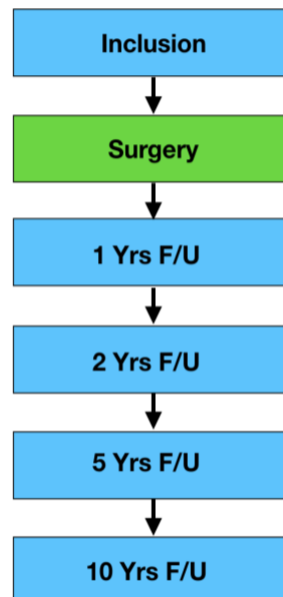 Inclusion
Surgery
1 Yrs F/U
2 Yrs F/U
5 Yrs F/U
10 Yrs F/U